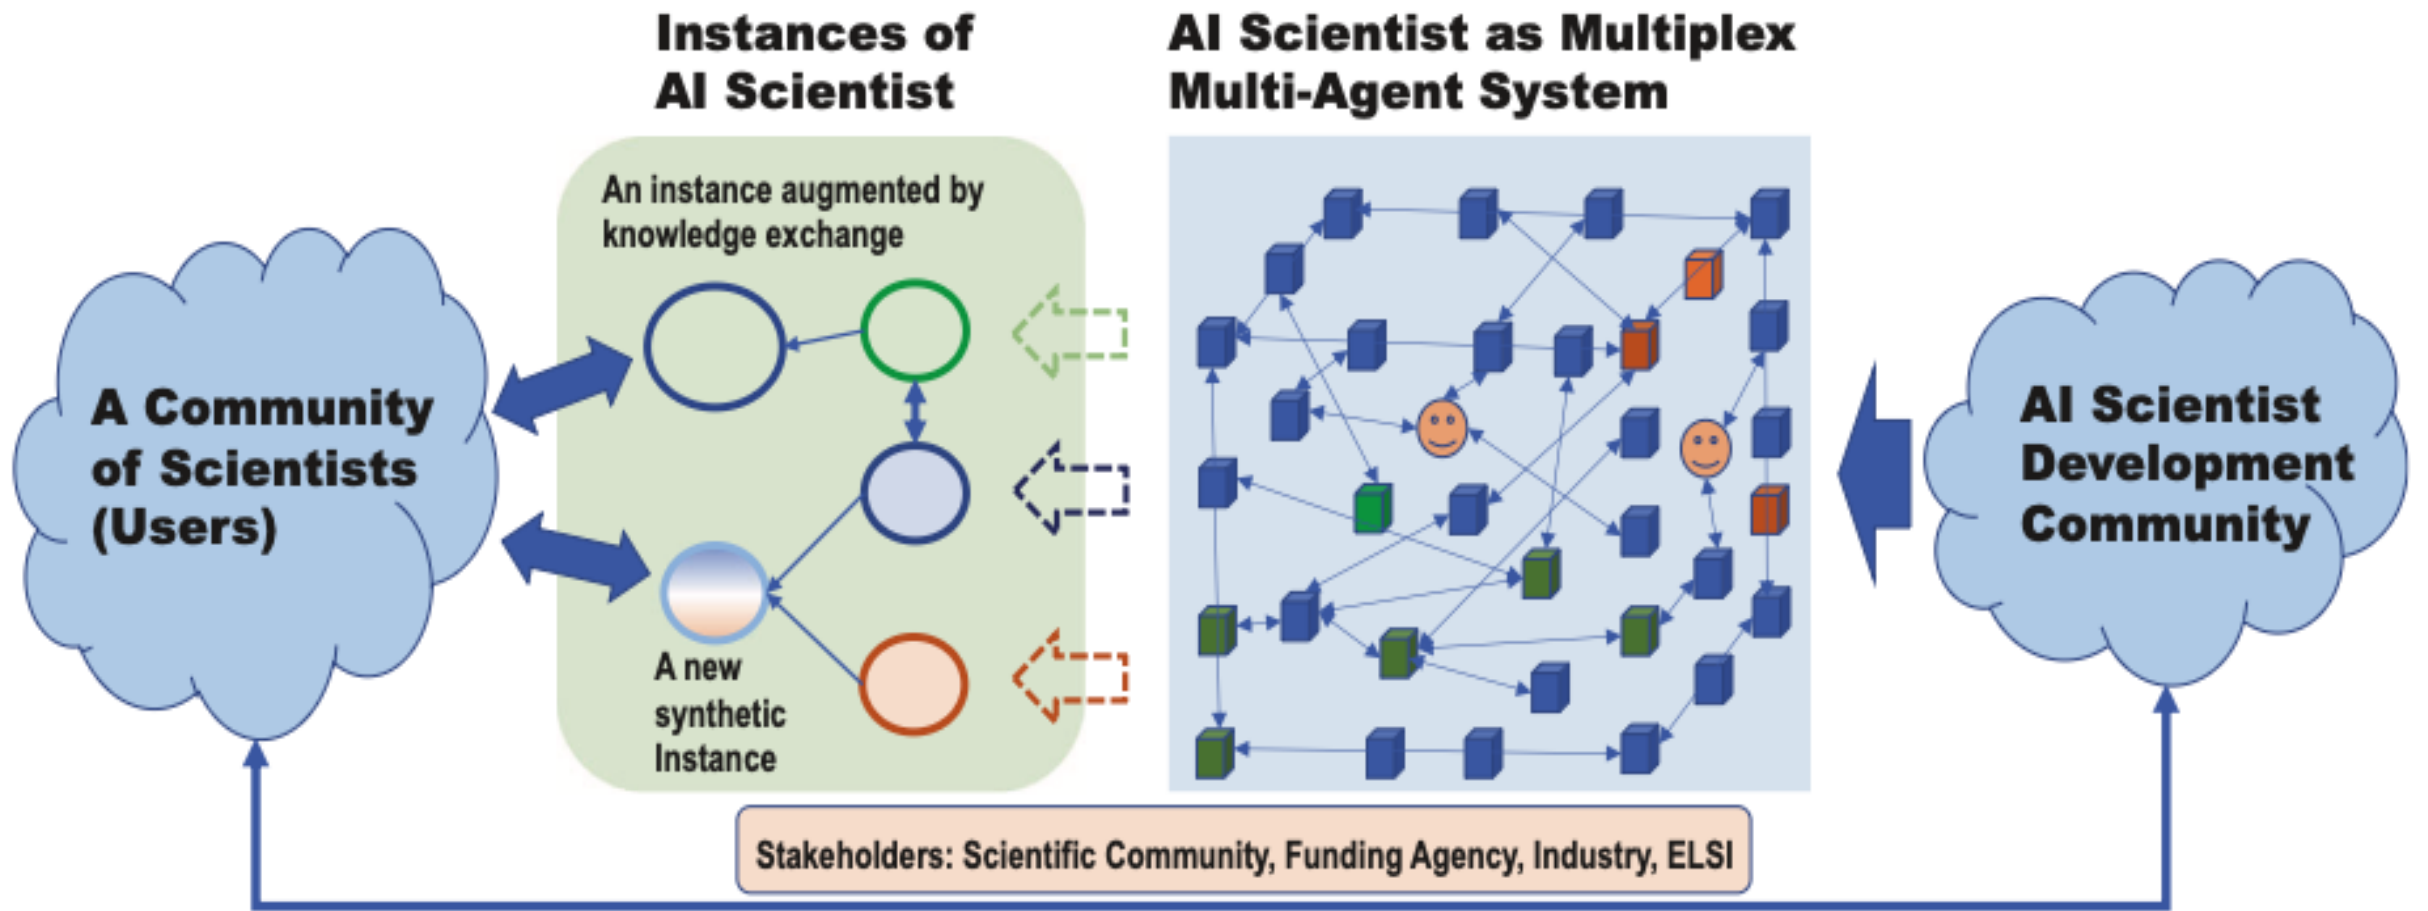 Instances of
AI Scientist
AI Scientist as Multiplex
Multi-Agent System
An instance augmented by
knowledge exchange
A Community
of Scientists
(Users)
A new
synthetic
Instance
AI Scientist
Development
Community
Stakeholders: Scientific Community, Funding Agency, Industry, ELSI